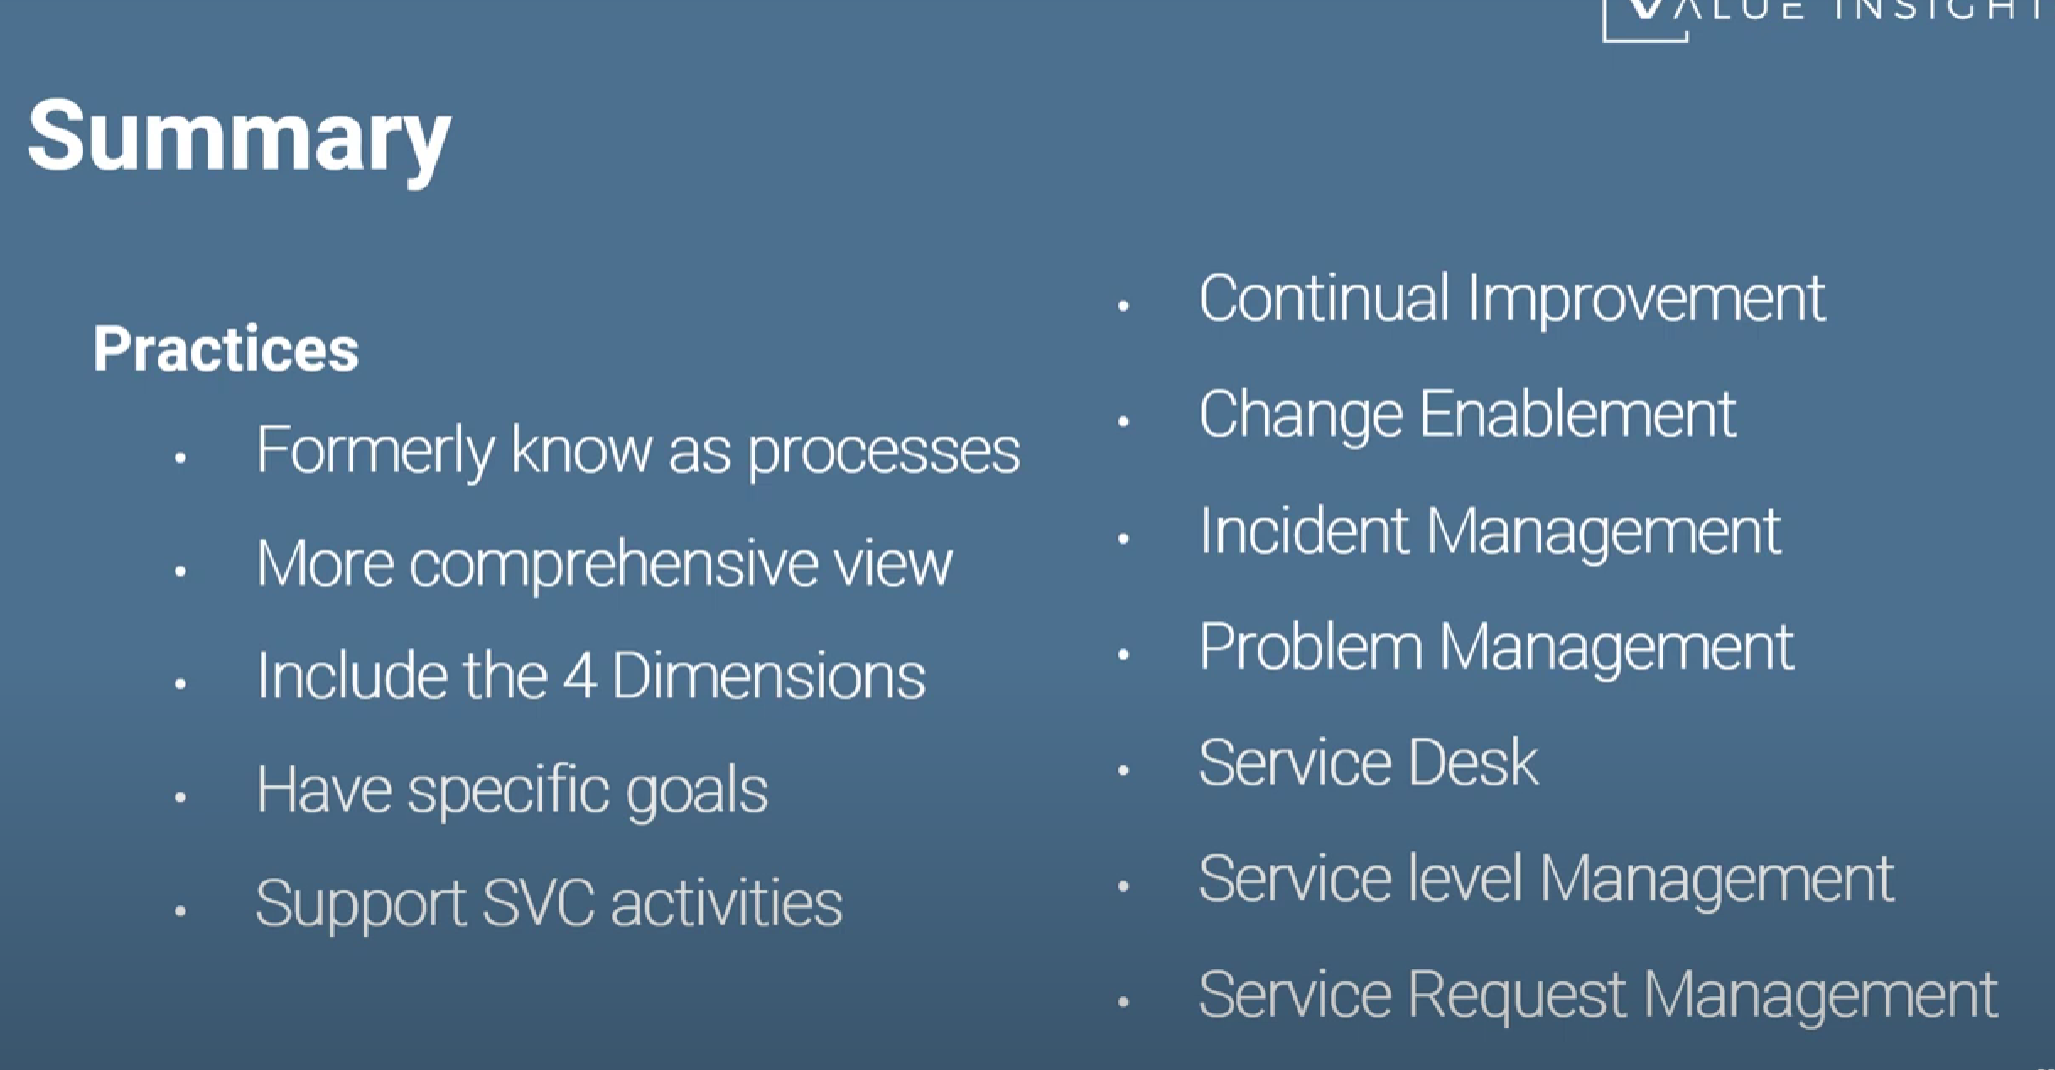 VALUE INSIGHT
Summary
Practices
• Formerly know as processes
• More comprehensive view
• Include the 4 Dimensions
• Have specific goals
• Support SVC activities
• Continual Improvement
• Change Enablement
• Incident Management
• Problem Management
• Service Desk
• Service level Management
• Service Request Management